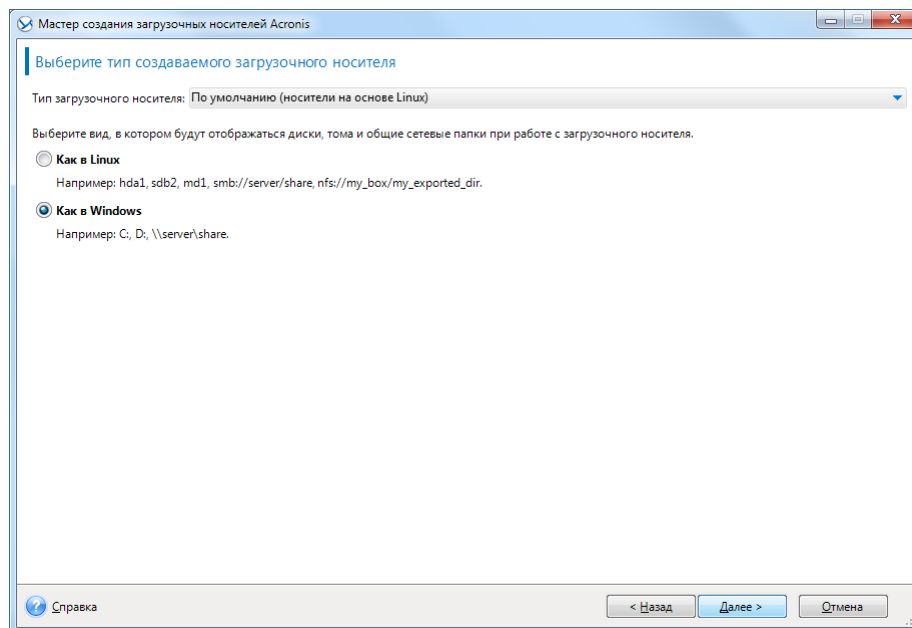 Мастер создания загрузочных носителей Acronis
Выберите тип создаваемого загрузочного носителя
Тип загрузочного носителя: По умолчанию (носители на основе Linux)
Выберите вид, в котором будут отображаться диски, тома и общие сетевые папки при работе с загрузочного носителя.
Как в Linux
Например: hda1, sdb2, md1, smb://server/share, nfs://my_box/my_exported_dir.
Как в Windows
Например: C:, D:, \\server\share.
Справка
< Назад
Далее >
Отмена